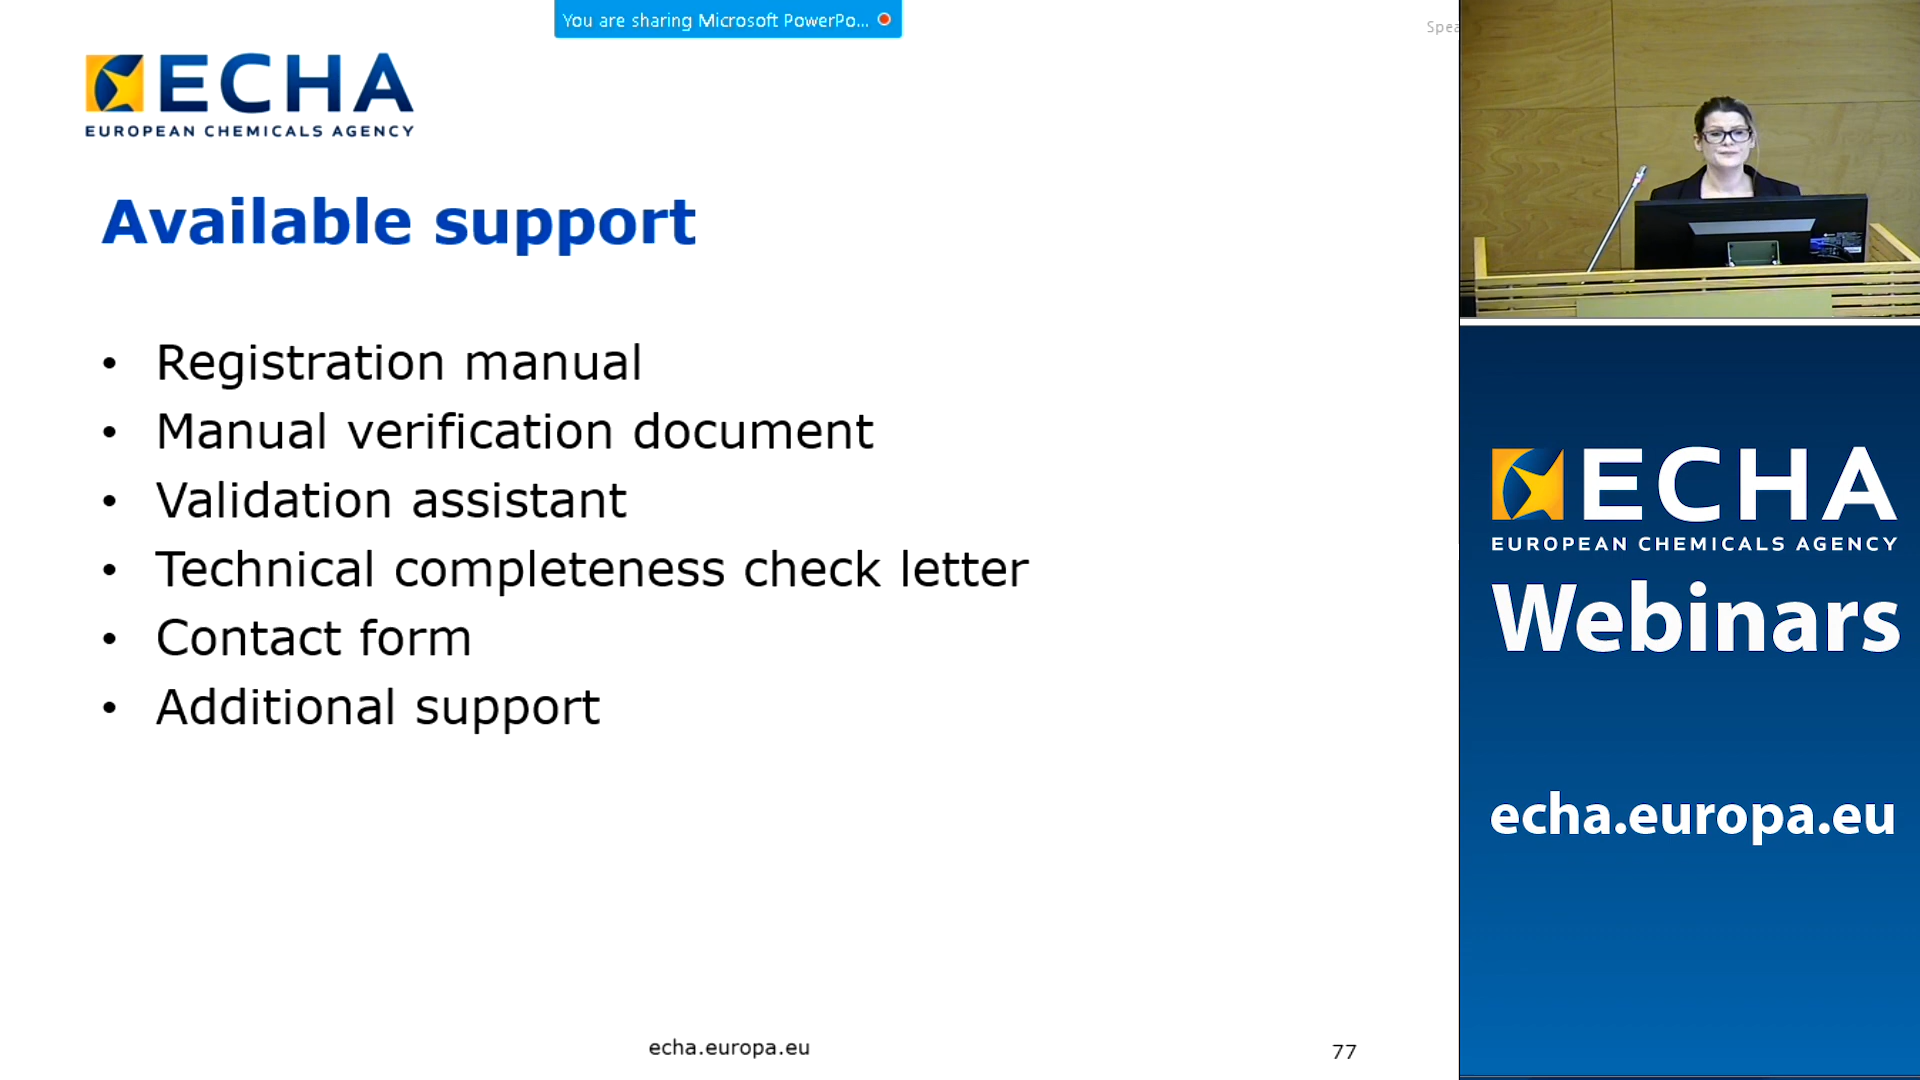 You are sharing Microsoft PowerPo...
Spea
ECHA
EUROPEAN CHEMICALS AGENCY
Available support
• Registration manual
• Manual verification document
• Validation assistant
• Technical completeness check letter
• Contact form
• Additional support
echa.europa.eu
77
ECHA
EUROPEAN CHEMICALS AGENCY
Webinars
echa.europa.eu